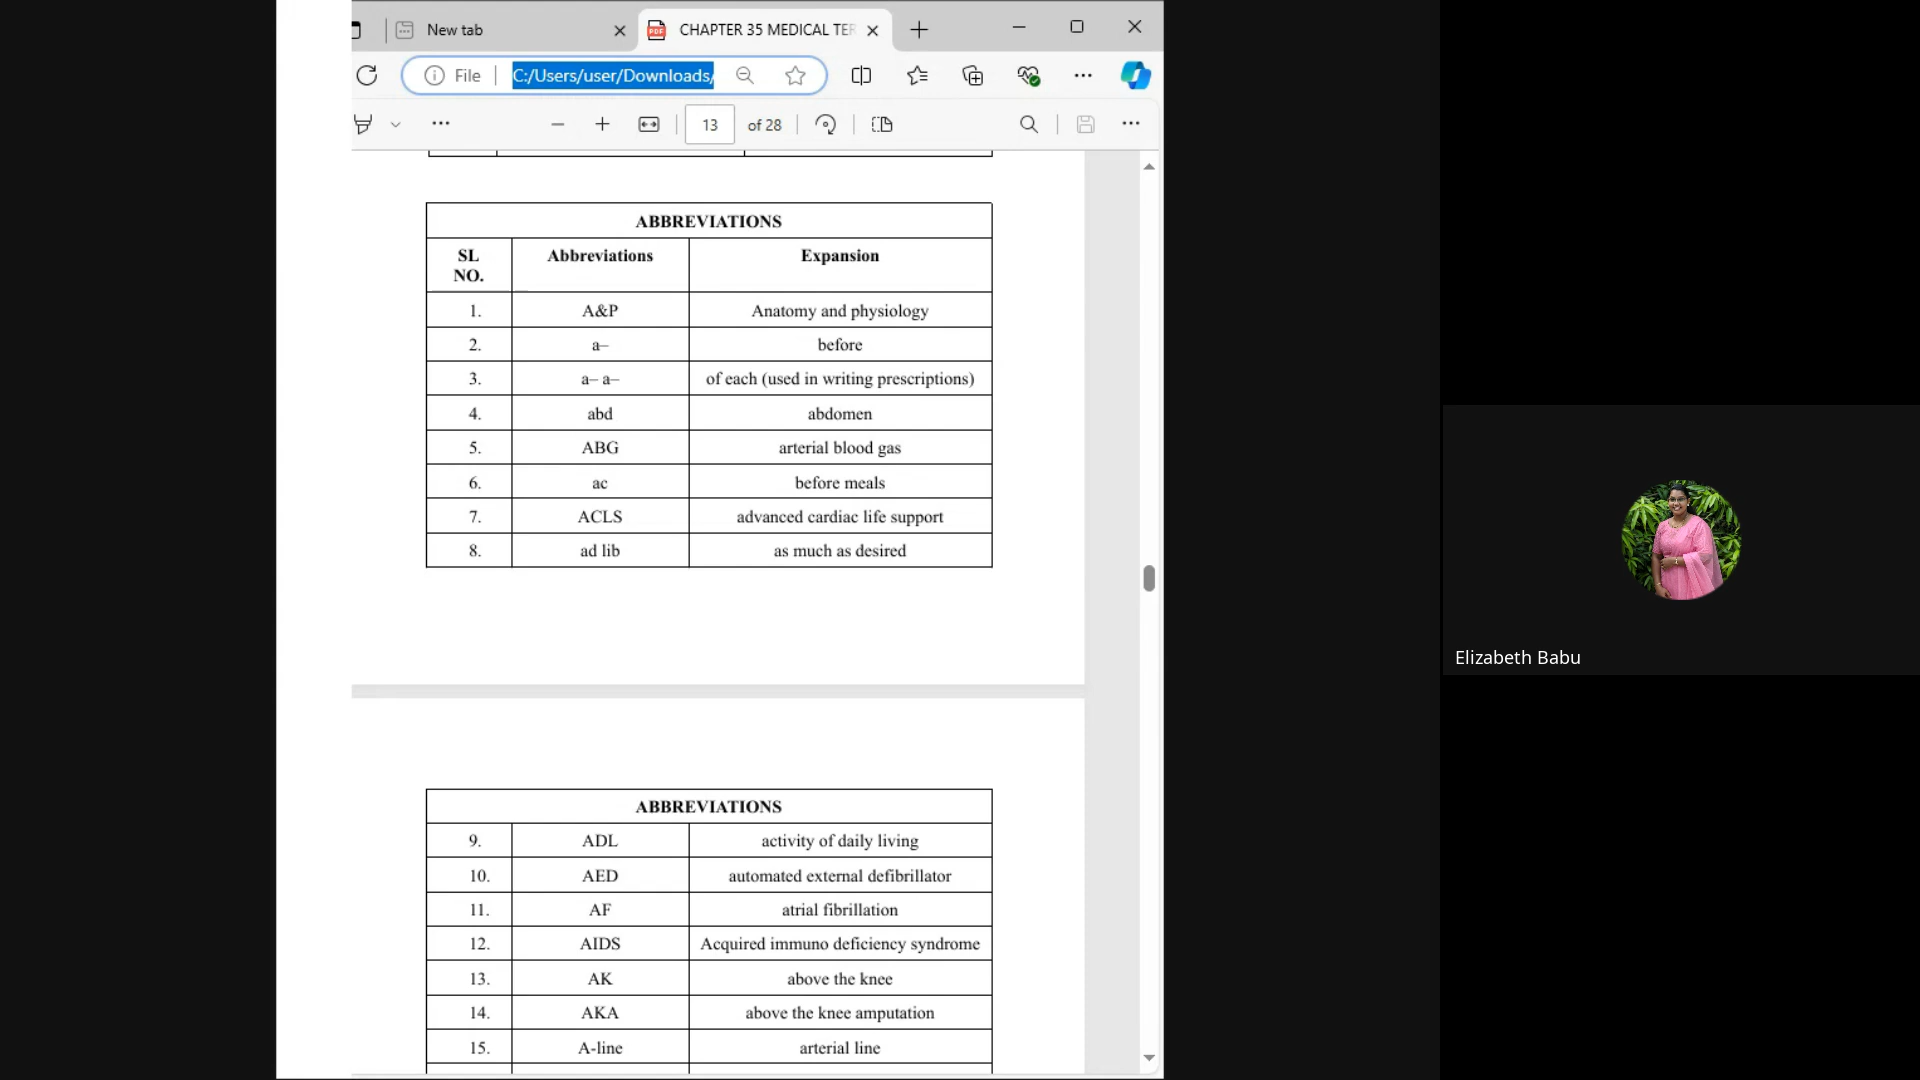 New tab
CHAPTER 35 MEDICAL TER
File
C:/Users/user/Downloads/
13 of 28
ABBREVIATIONS
SL NO. Abbreviations Expansion
1. A&P Anatomy and physiology
2. a– before
3. a– a– of each (used in writing prescriptions)
4. abd abdomen
5. ABG arterial blood gas
6. ac before meals
7. ACLS advanced cardiac life support
8. ad lib as much as desired
ABBREVIATIONS
9. ADL activity of daily living
10. AED automated external defibrillator
11. AF atrial fibrillation
12. AIDS Acquired immuno deficiency syndrome
13. AK above the knee
14. AKA above the knee amputation
15. A-line arterial line
Elizabeth Babu